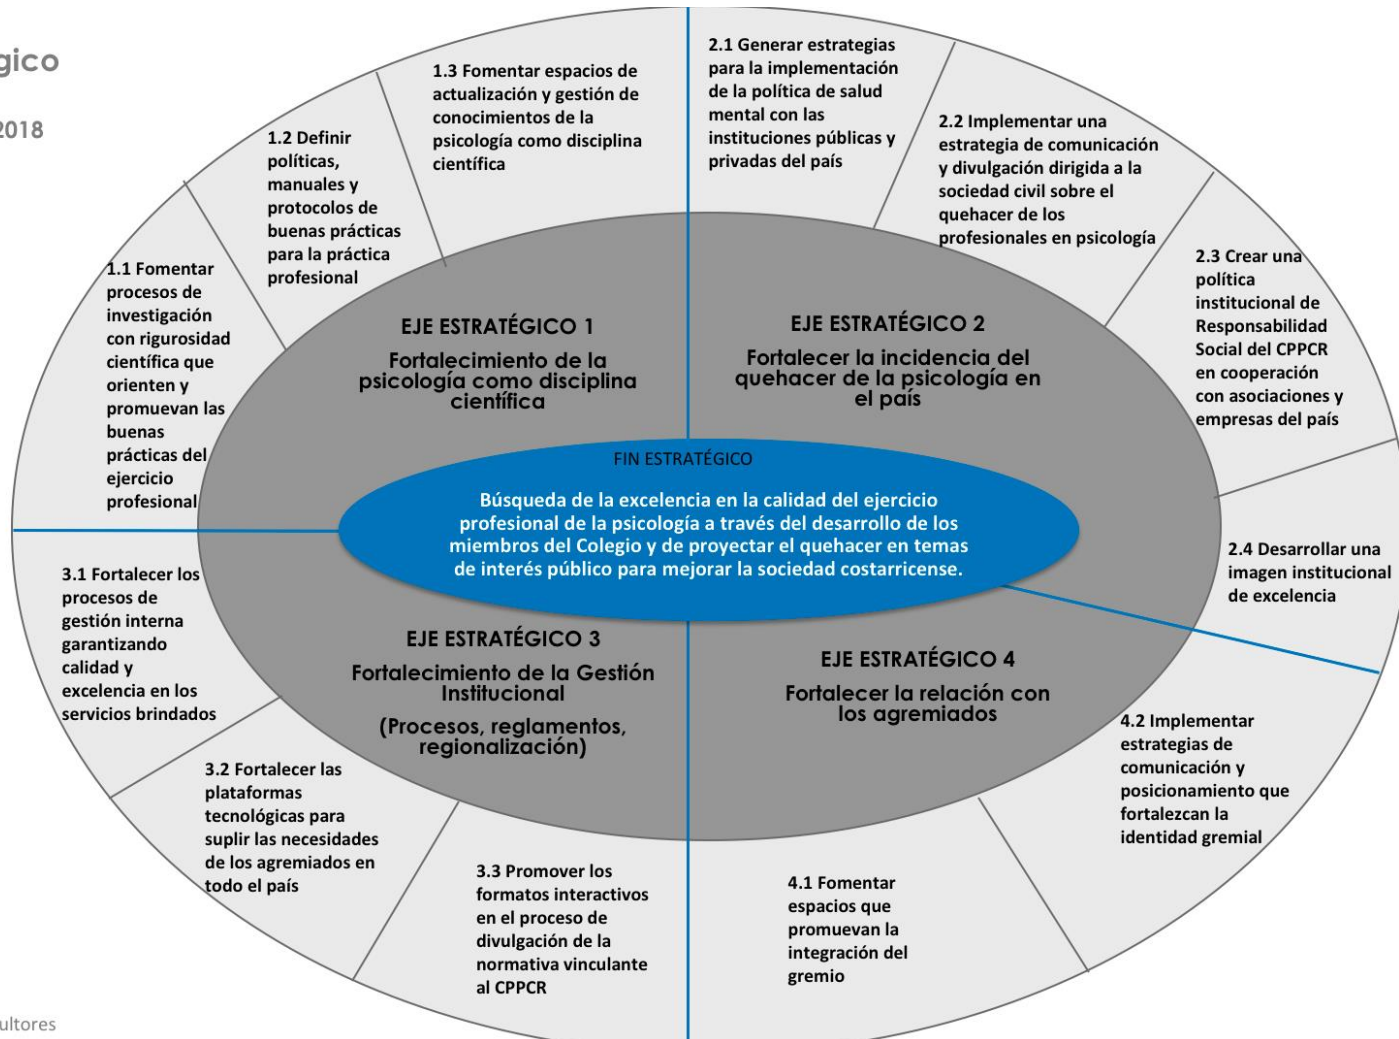 gico
2018
1.3 Fomentar espacios de
actualización y gestión de
conocimientos de la
psicología como disciplina
científica
2.1 Generar estrategias
para la implementación
de la política de salud
mental con las
instituciones públicas y
privadas del país
1.2 Definir
políticas,
manuales y
protocolos de
buenas prácticas
para la práctica
profesional
2.2 Implementar una
estrategia de comunicación
y divulgación dirigida a la
sociedad civil sobre el
quehacer de los
profesionales en psicología
1.1 Fomentar
procesos de
investigación
con rigurosidad
científica que
orienten y
promuevan las
buenas
prácticas del
ejercicio
profesional
2.3 Crear una
política
institucional de
Responsabilidad
Social del CPPCR
en cooperación
con asociaciones y
empresas del país
EJE ESTRATÉGICO 1
Fortalecimiento de la
psicología como disciplina
científica
EJE ESTRATÉGICO 2
Fortalecer la incidencia del
quehacer de la psicología en
el país
FIN ESTRATÉGICO
Búsqueda de la excelencia en la calidad del ejercicio
profesional de la psicología a través del desarrollo de los
miembros del Colegio y de proyectar el quehacer en temas
de interés público para mejorar la sociedad costarricense.
2.4 Desarrollar una
imagen institucional
de excelencia
3.1 Fortalecer los
procesos de
gestión interna
garantizando
calidad y
excelencia en los
servicios brindados
EJE ESTRATÉGICO 3
Fortalecimiento de la Gestión
Institucional
(Procesos, reglamentos,
regionalización)
EJE ESTRATÉGICO 4
Fortalecer la relación con
los agremiados
4.2 Implementar
estrategias de
comunicación y
posicionamiento que
fortalezcan la
identidad gremial
3.2 Fortalecer las
plataformas
tecnológicas para
suplir las necesidades
de los agremiados en
todo el país
3.3 Promover los
formatos interactivos
en el proceso de
divulgación de la
normativa vinculante
al CPPCR
4.1 Fomentar
espacios que
promuevan la
integración del
gremio
ultores